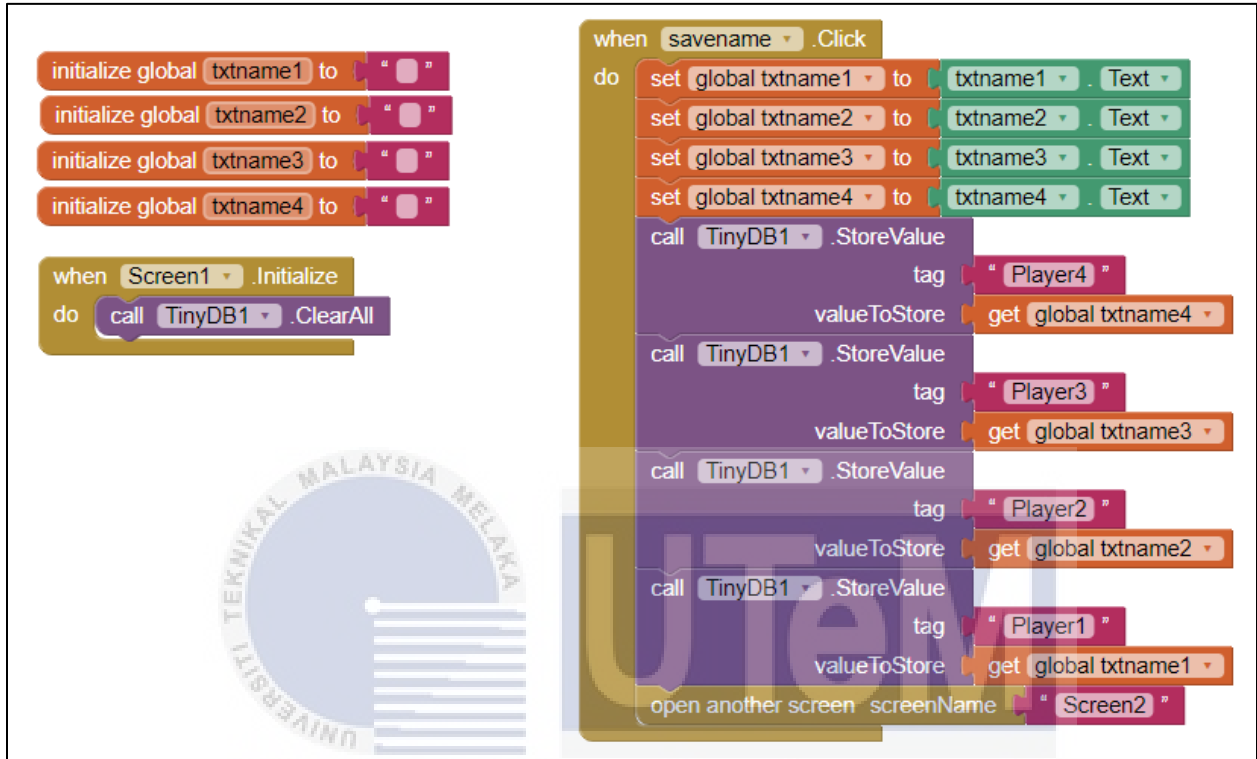 initialize global txtname1 to " "
initialize global txtname2 to " "
initialize global txtname3 to " "
initialize global txtname4 to " "
when Screen1 .Initialize
do call TinyDB1 .ClearAll
when savename .Click
do set global txtname1 to txtname1 . Text
set global txtname2 to txtname2 . Text
set global txtname3 to txtname3 . Text
set global txtname4 to txtname4 . Text
call TinyDB1 .StoreValue
tag " Player4 "
valueToStore get global txtname4
call TinyDB1 .StoreValue
tag " Player3 "
valueToStore get global txtname3
call TinyDB1 .StoreValue
tag " Player2 "
valueToStore get global txtname2
call TinyDB1 .StoreValue
tag " Player1 "
valueToStore get global txtname1
open another screen screenName " Screen2 "
UNIVERSITI TEKNIKAL MALAYSIA MELAKA
UTeM